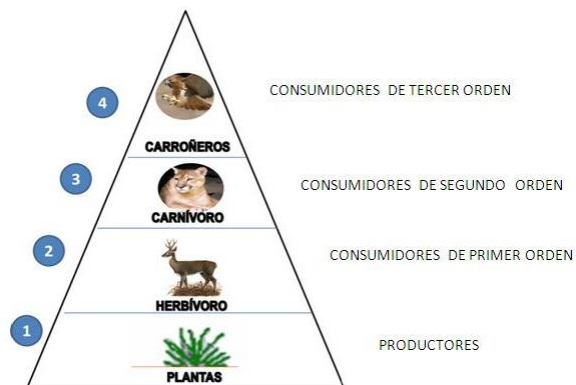 4
CONSUMIDORES DE TERCER ORDEN
CARROÑEROS
3
CONSUMIDORES DE SEGUNDO ORDEN
CARNÍVORO
2
CONSUMIDORES DE PRIMER ORDEN
HERBÍVORO
1
PRODUCTORES
PLANTAS